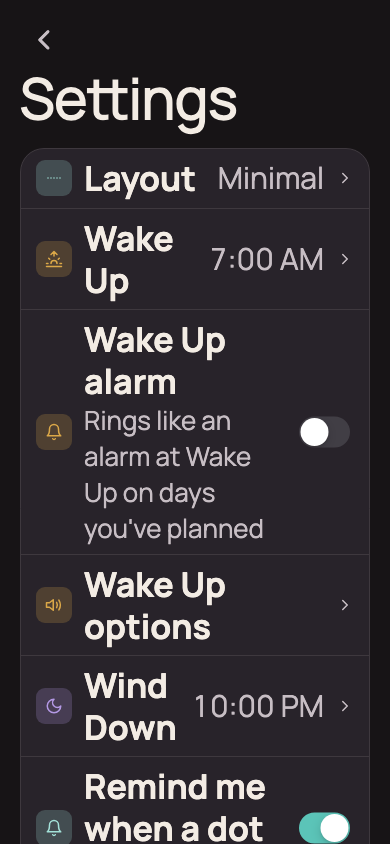 Settings
Layout Minimal
Wake
Up 7:00 AM
Wake Up
alarm
Rings like an
alarm at Wake
Up on days
you've planned
Wake Up
options
Wind
Down 10:00 PM
Remind me
when a dot